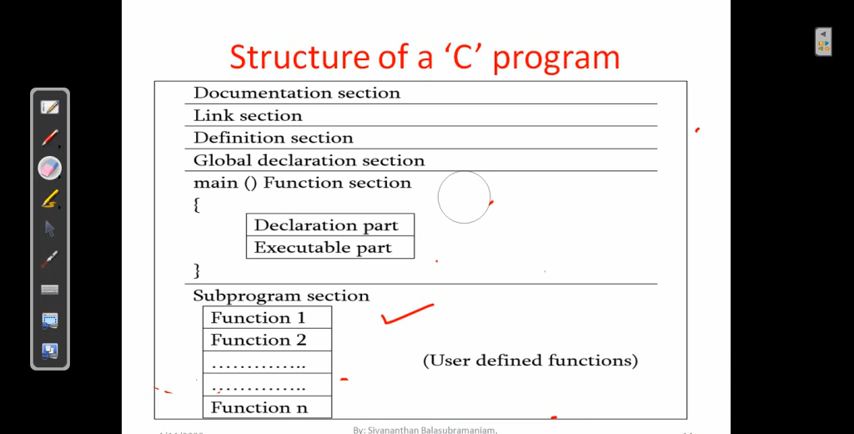 Structure of a ‘C’ program
Documentation section
Link section
Definition section
Global declaration section
main () Function section
{
Declaration part
Executable part
}
Subprogram section
Function 1
Function 2
…………..
…………..
(User defined functions)
Function n
By: Sivananthan Balasubramaniam,